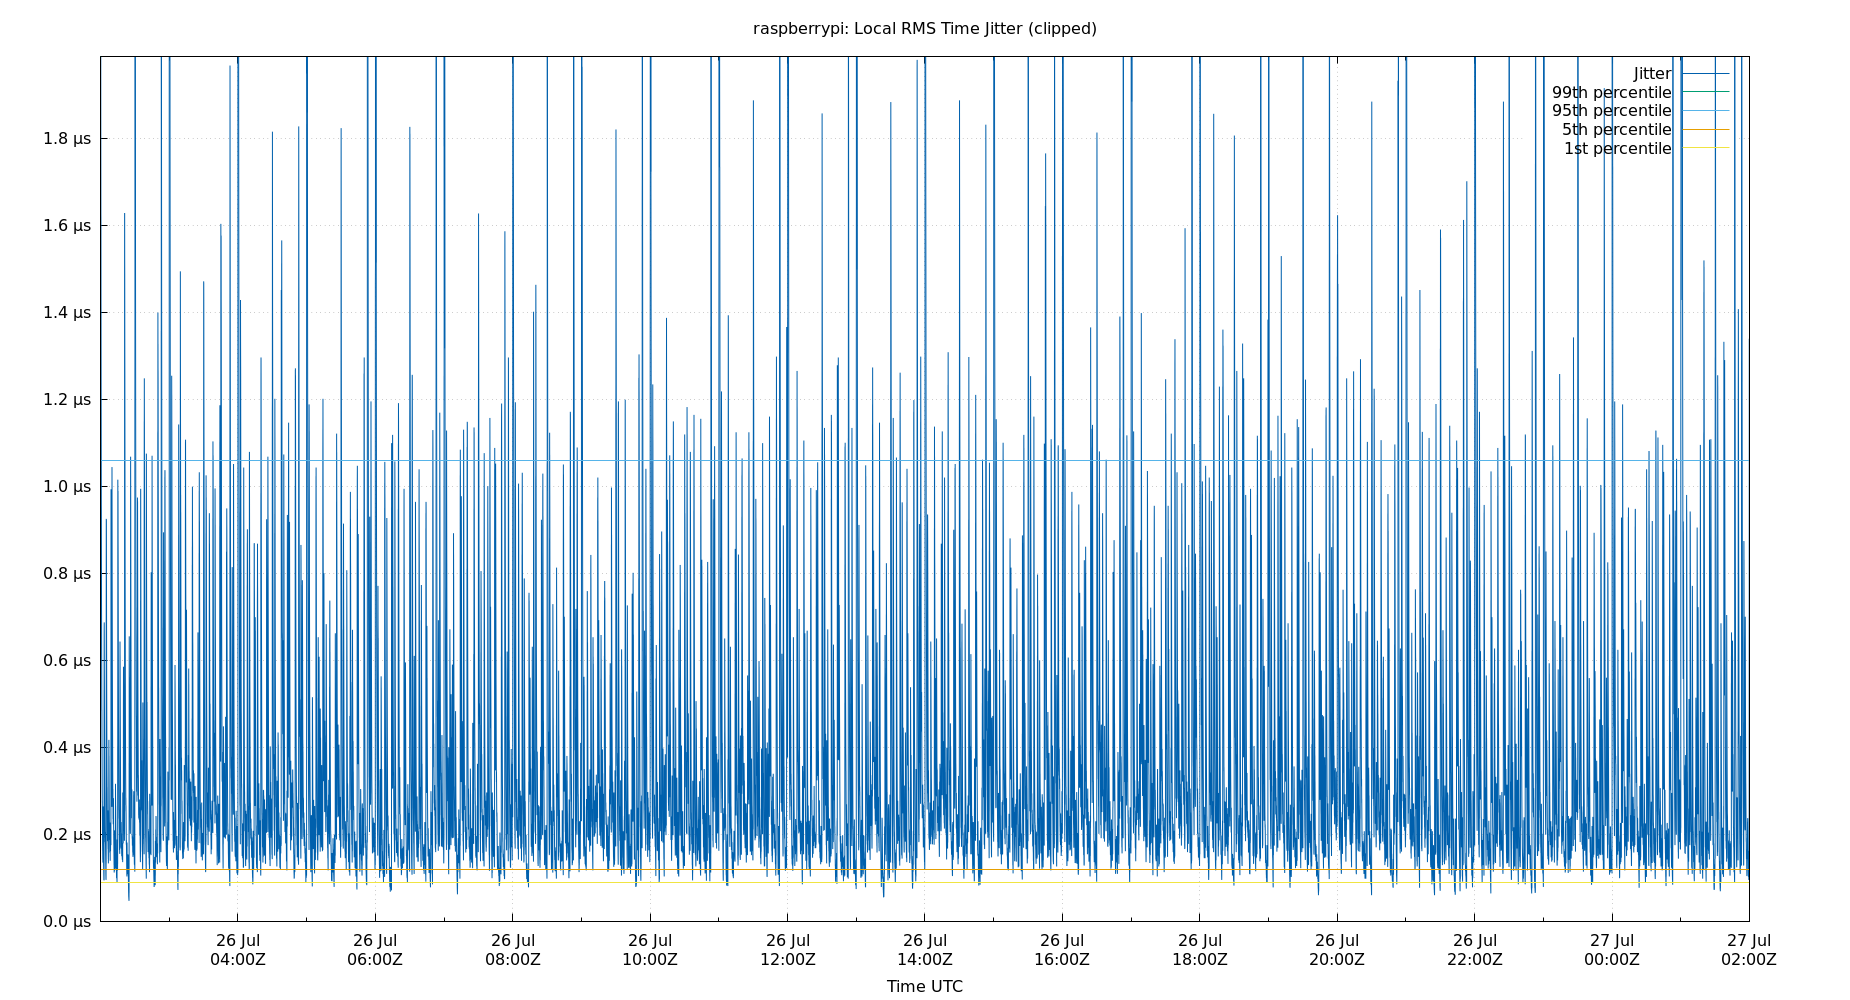 raspberrypi: Local RMS Time Jitter (clipped)
Jitter
99th percentile
95th percentile
5th percentile
1st percentile
1.8 µs
1.6 µs
1.4 µs
1.2 µs
1.0 µs
0.8 µs
0.6 µs
0.4 µs
0.2 µs
0.0 µs
26 Jul 26 Jul 26 Jul 26 Jul 26 Jul 26 Jul 26 Jul 26 Jul 26 Jul 26 Jul 27 Jul 27 Jul
04:00Z 06:00Z 08:00Z 10:00Z 12:00Z 14:00Z 16:00Z 18:00Z 20:00Z 22:00Z 00:00Z 02:00Z
Time UTC